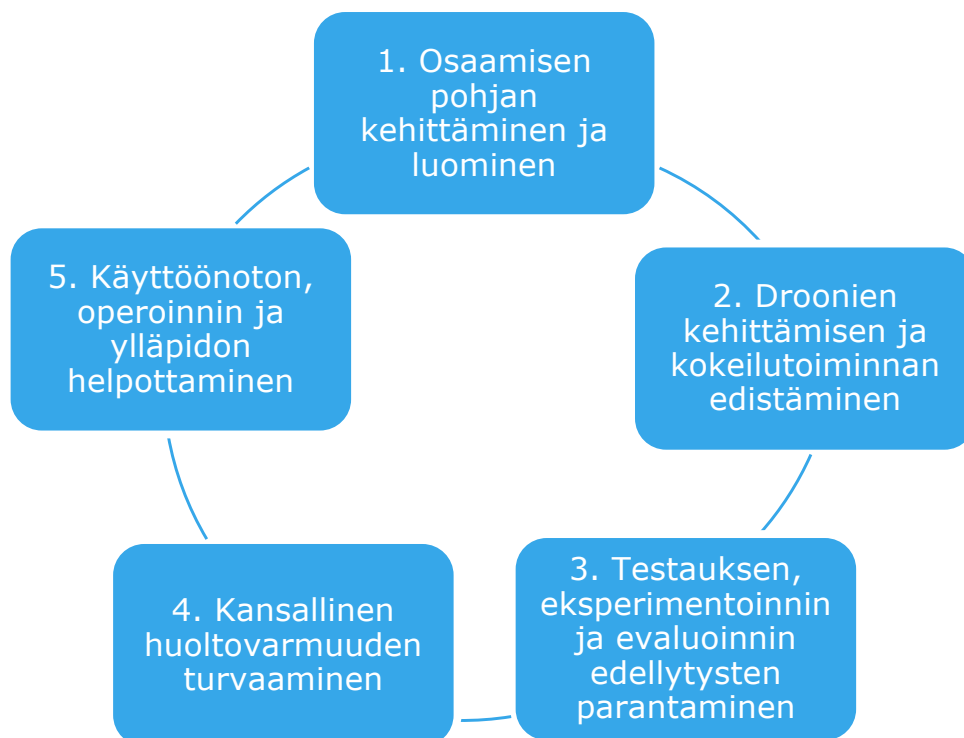 1. Osaamisen
pohjan
kehittäminen ja
luominen
2. Droonien
kehittämisen ja
kokeilutoiminnan
edistäminen
3. Testauksen,
eksperimentoinnin
ja evaluoinnin
edellytysten
parantaminen
4. Kansallinen
huoltovarmuuden
turvaaminen
5. Käyttöönoton,
operoinnin ja
ylläpidon
helpottaminen